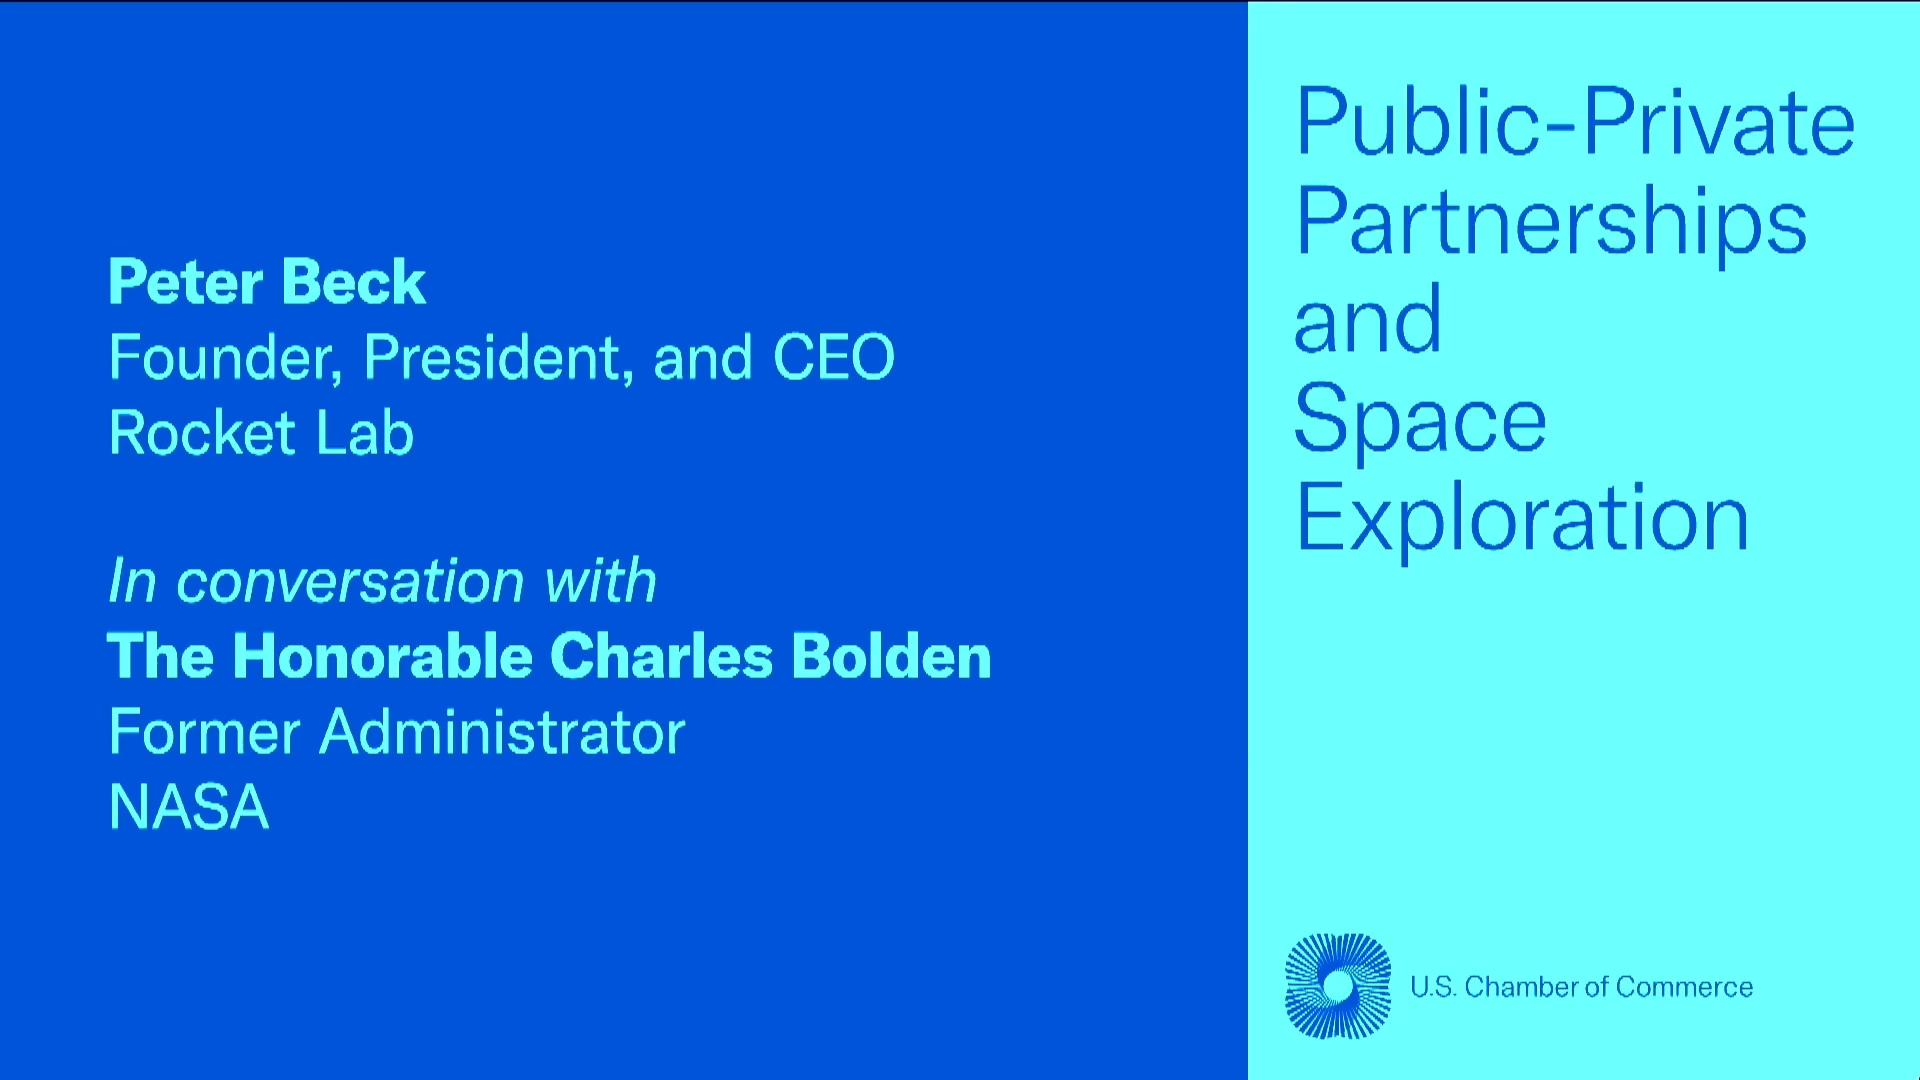 Peter Beck
Founder, President, and CEO
Rocket Lab
In conversation with
The Honorable Charles Bolden
Former Administrator
NASA
Public-Private
Partnerships
and
Space
Exploration
U.S. Chamber of Commerce